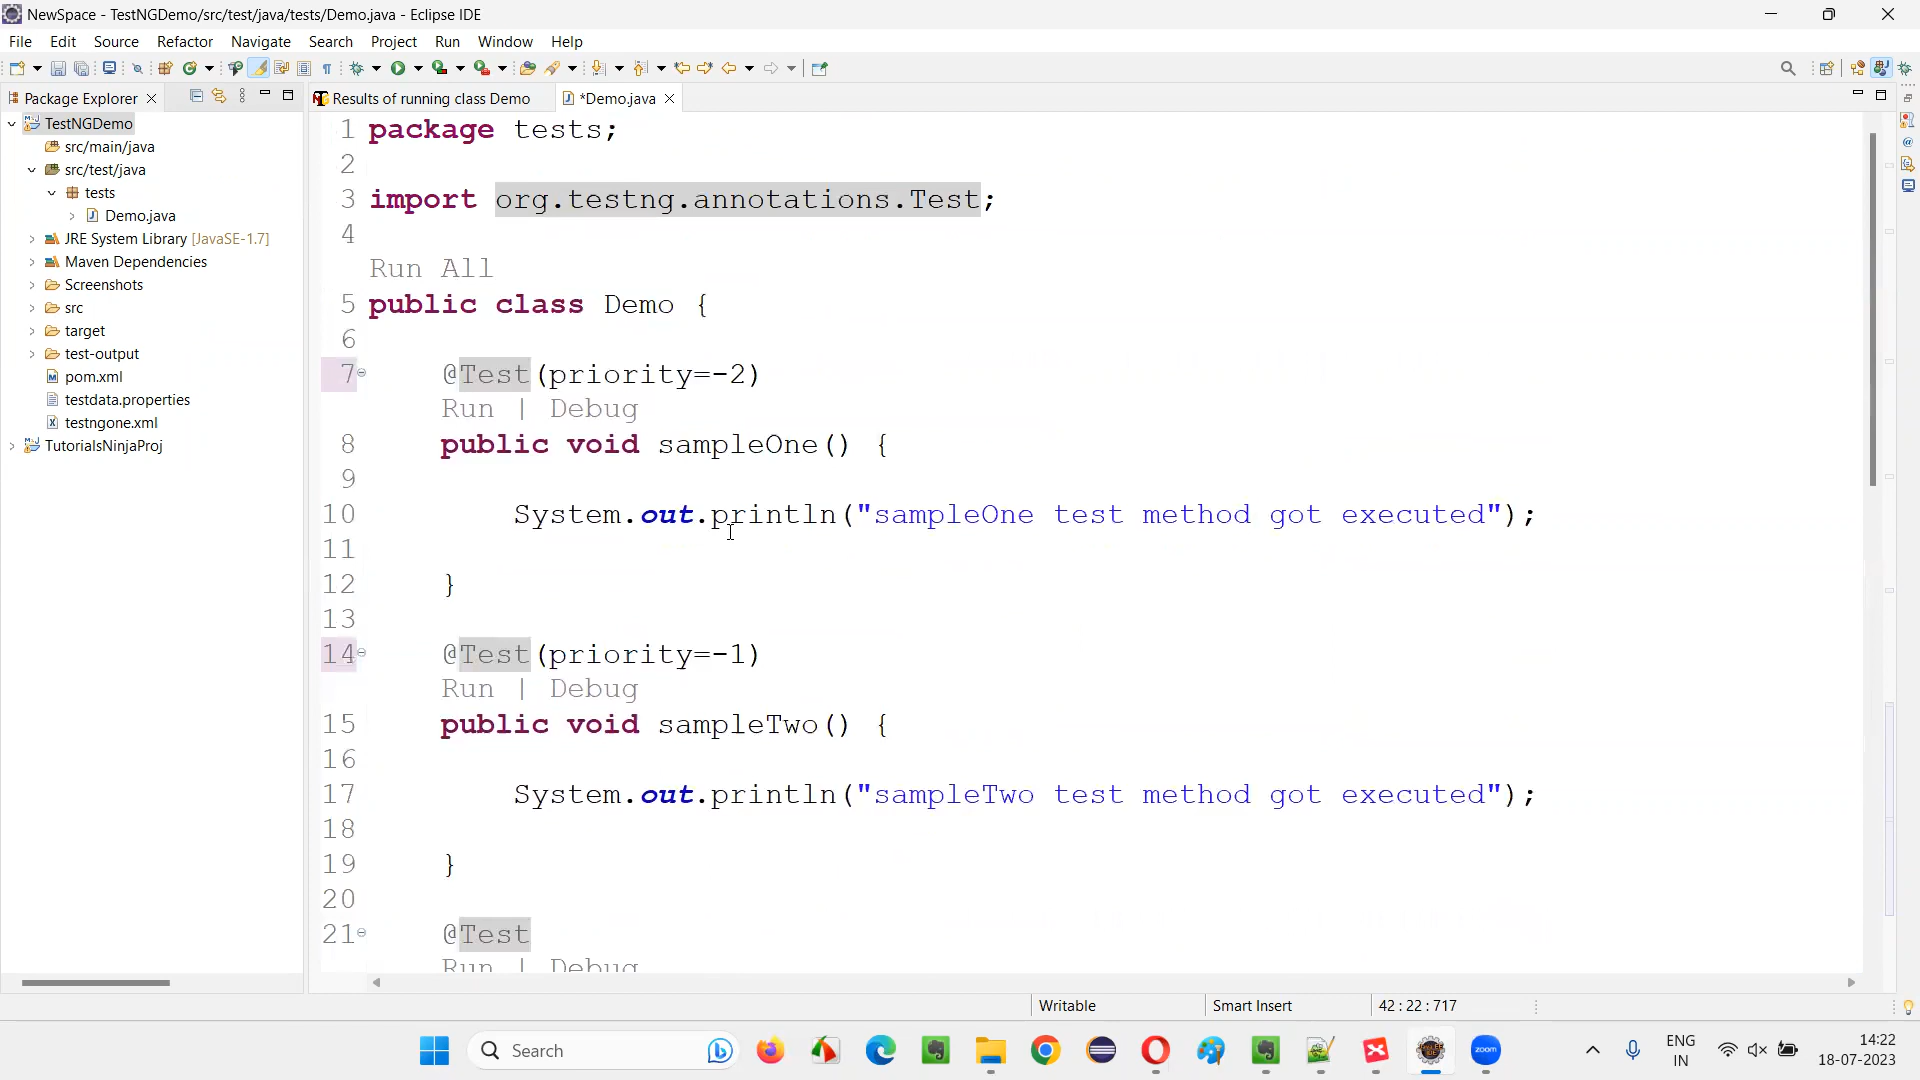 NewSpace - TestNGDemo/src/test/java/tests/Demo.java - Eclipse IDE
File Edit Source Refactor Navigate Search Project Run Window Help
Package Explorer
Results of running class Demo
*Demo.java
TestNGDemo
src/main/java
src/test/java
tests
Demo.java
JRE System Library [JavaSE-1.7]
Maven Dependencies
Screenshots
src
target
test-output
pom.xml
testdata.properties
testngone.xml
TutorialsNinjaProj
1 package tests;
2
3 import org.testng.annotations.Test;
4
Run All
5 public class Demo {
6
7 @Test(priority=-2)
Run | Debug
8 public void sampleOne() {
9
10 System.out.println("sampleOne test method got executed");
11
12 }
13
14 @Test(priority=-1)
Run | Debug
15 public void sampleTwo() {
16
17 System.out.println("sampleTwo test method got executed");
18
19 }
20
21 @Test
Run | Debug
Writable Smart Insert 42 : 22 : 717
Search
zoom
ENG
IN
14:22
18-07-2023